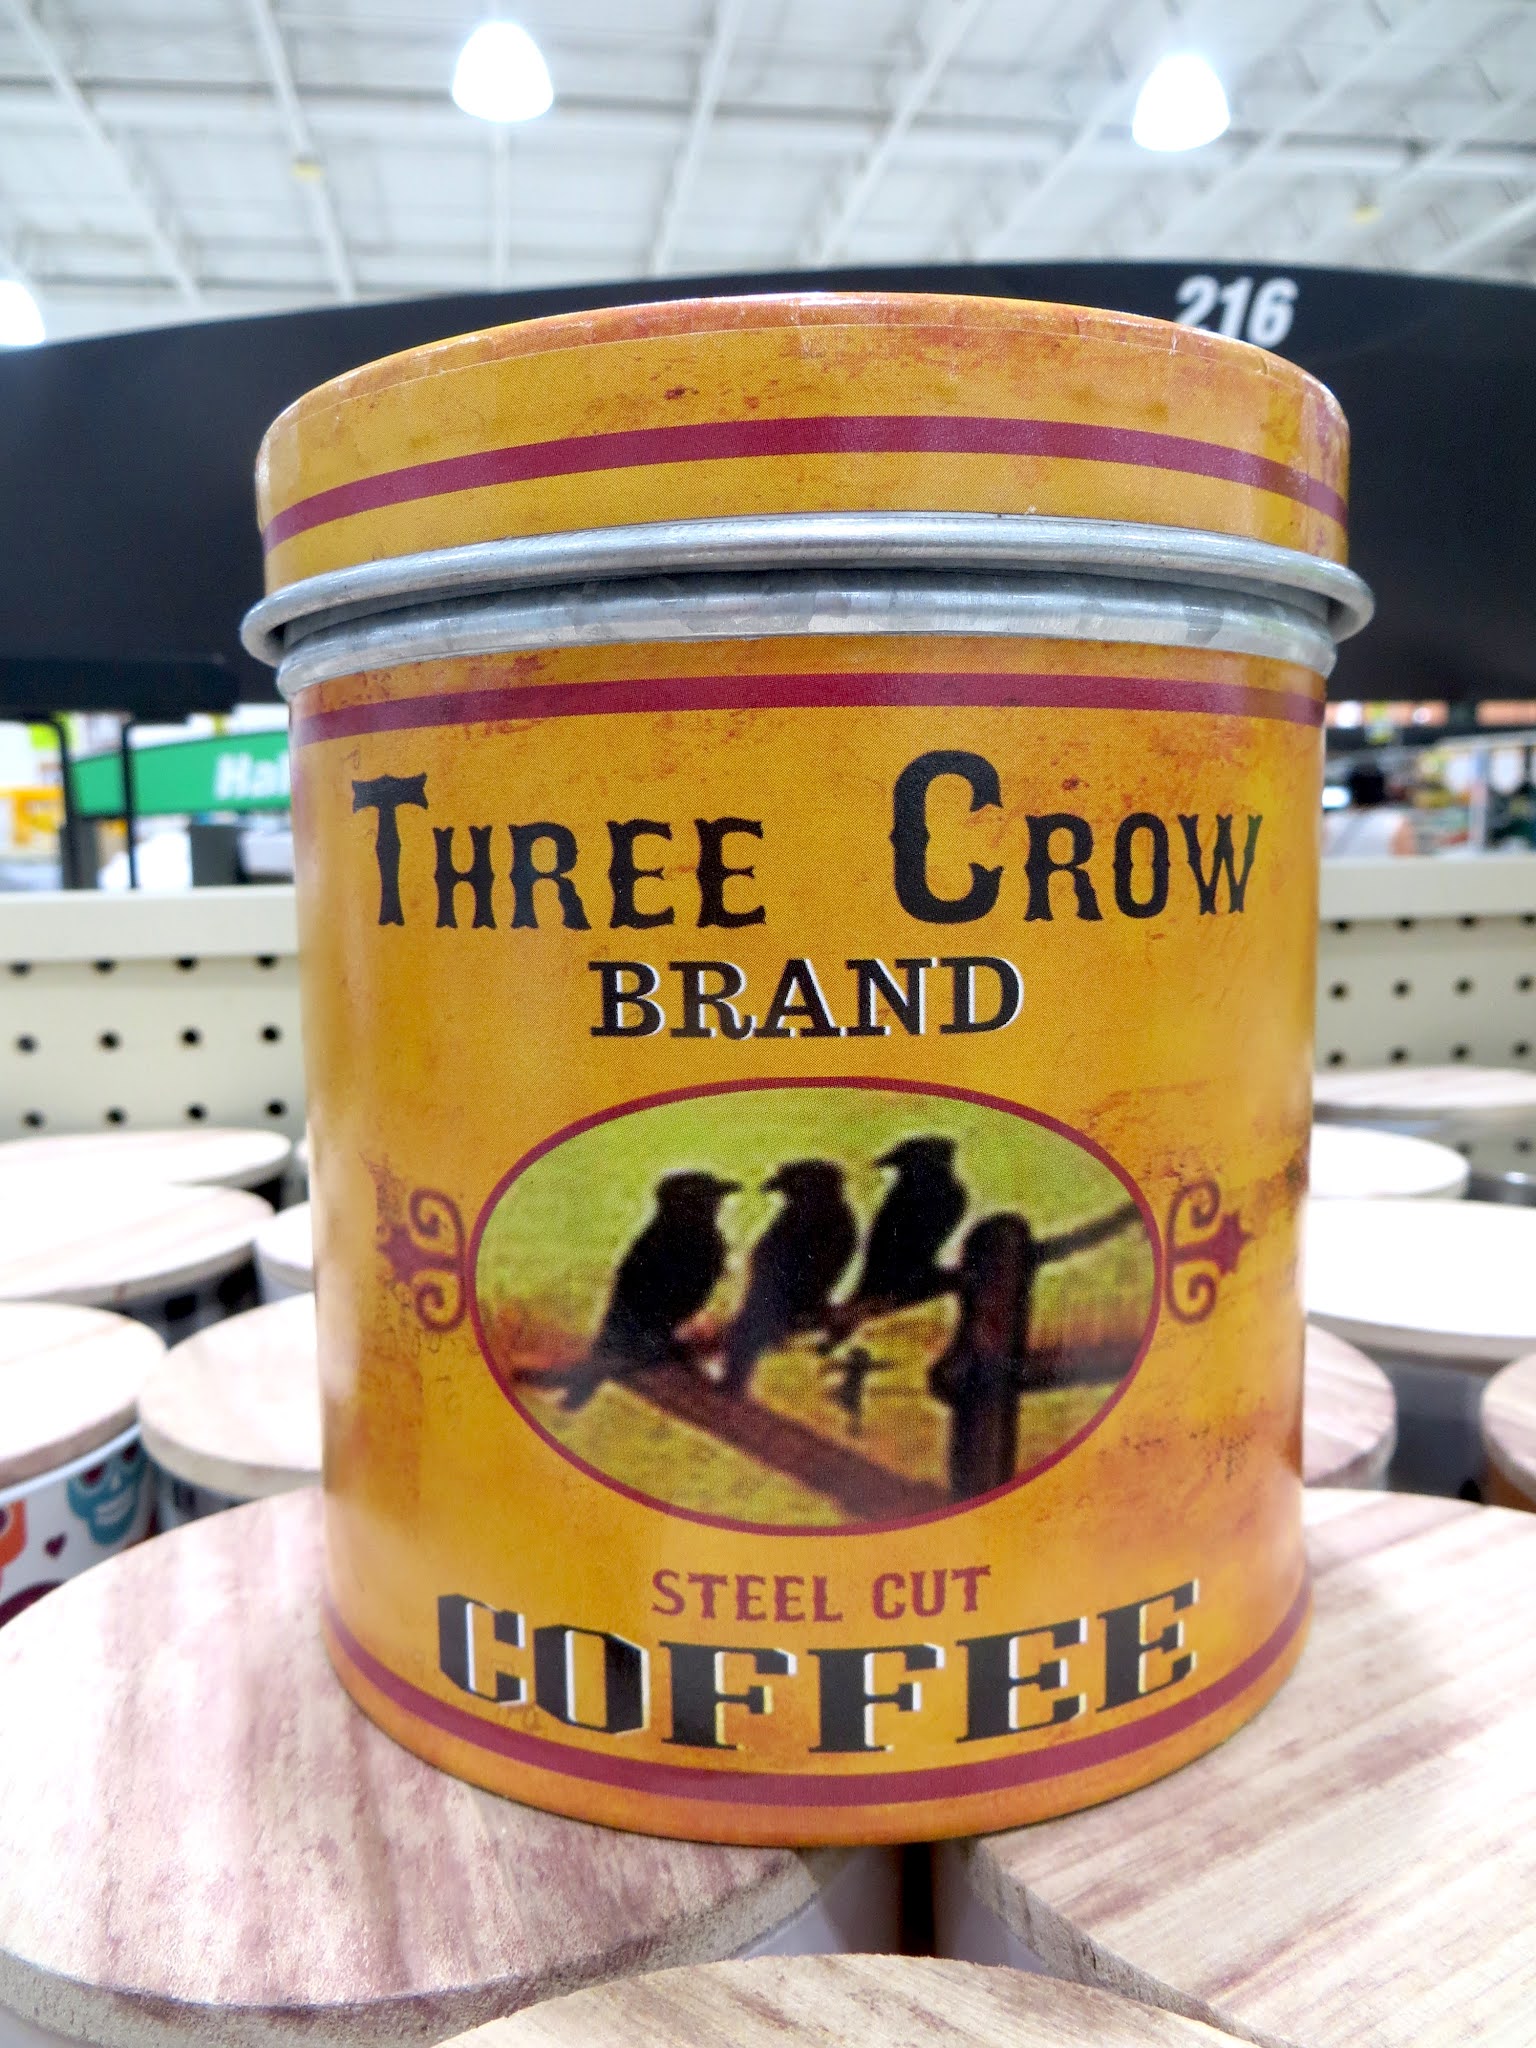 216
THREE CROW
BRAND
STEEL CUT
COFFEE